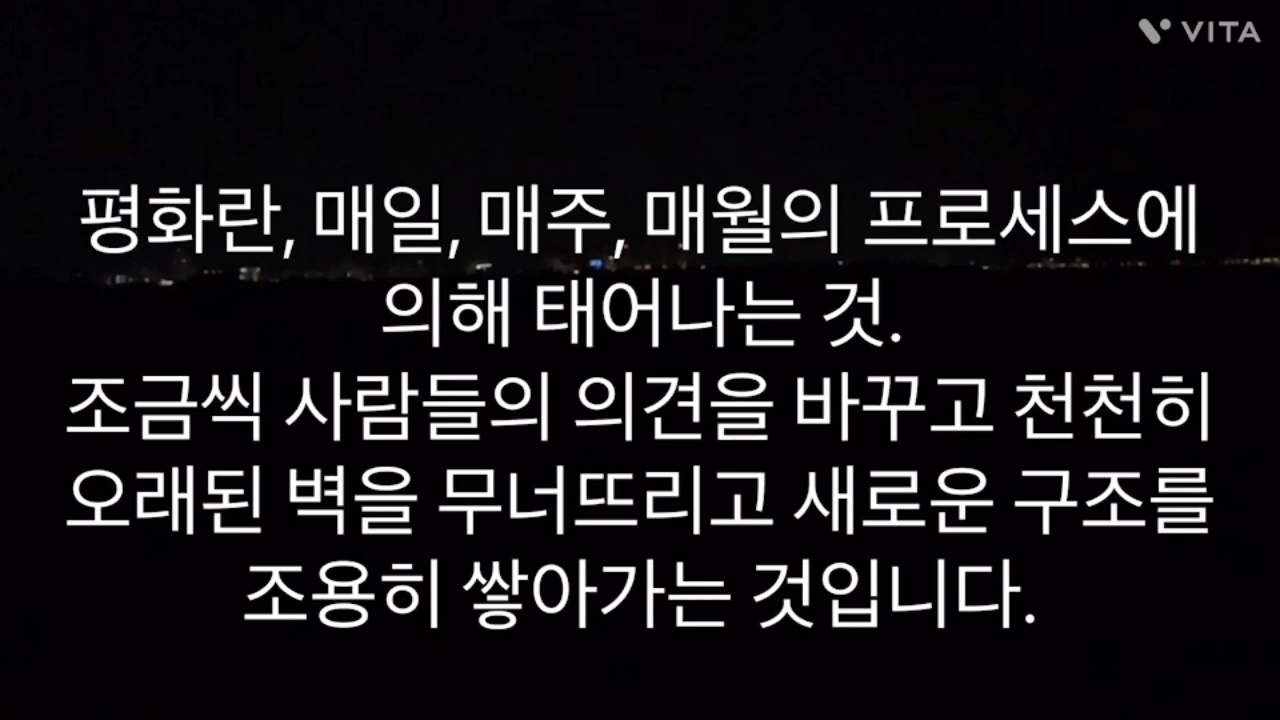 VITA
평화란, 매일, 매주, 매월의 프로세스에
의해 태어나는 것.
조금씩 사람들의 의견을 바꾸고 천천히
오래된 벽을 무너뜨리고 새로운 구조를
조용히 쌓아가는 것입니다.